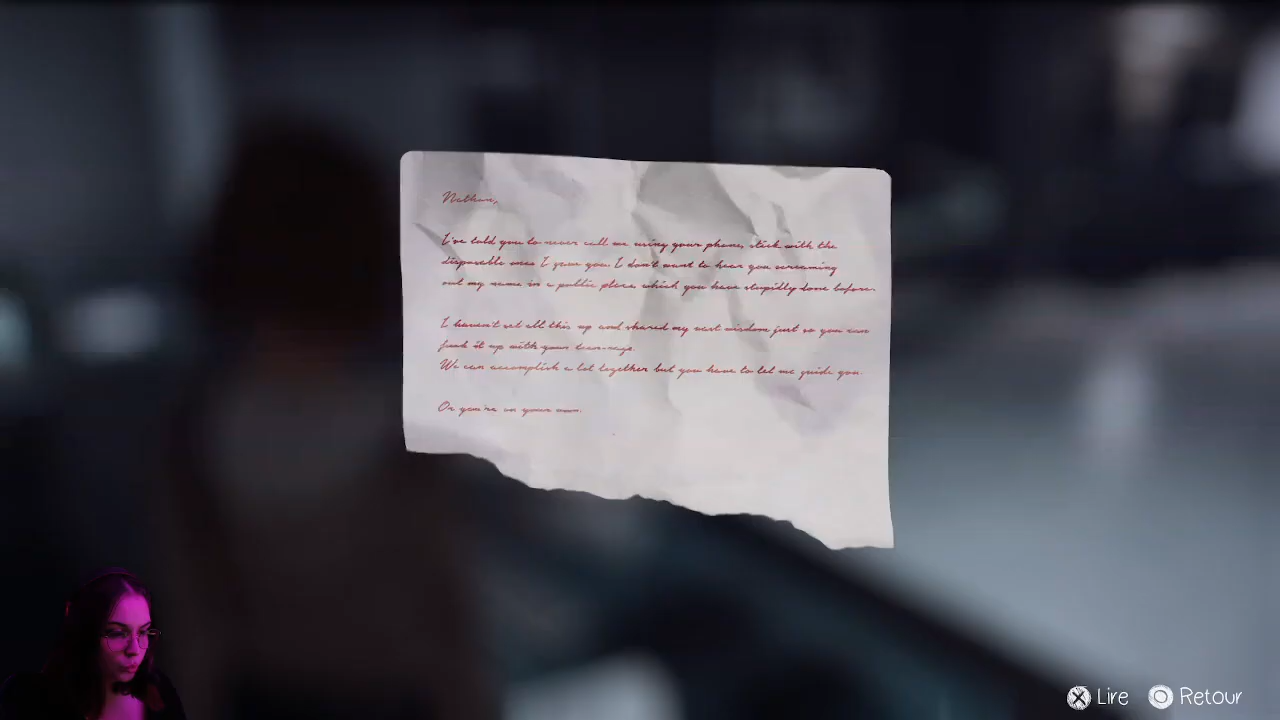 Nathan,
I've told you to never call me using your phone, stick with the
disposable ones I gave you. I don't want to hear you screaming
out my name in a public place, which you have stupidly done before.
I haven't set all this up and shared my vast wisdom just so you can
fuck it up with your teen-rage.
We can accomplish a lot together but you have to let me guide you.
Or you're on your own.
Lire
Retour